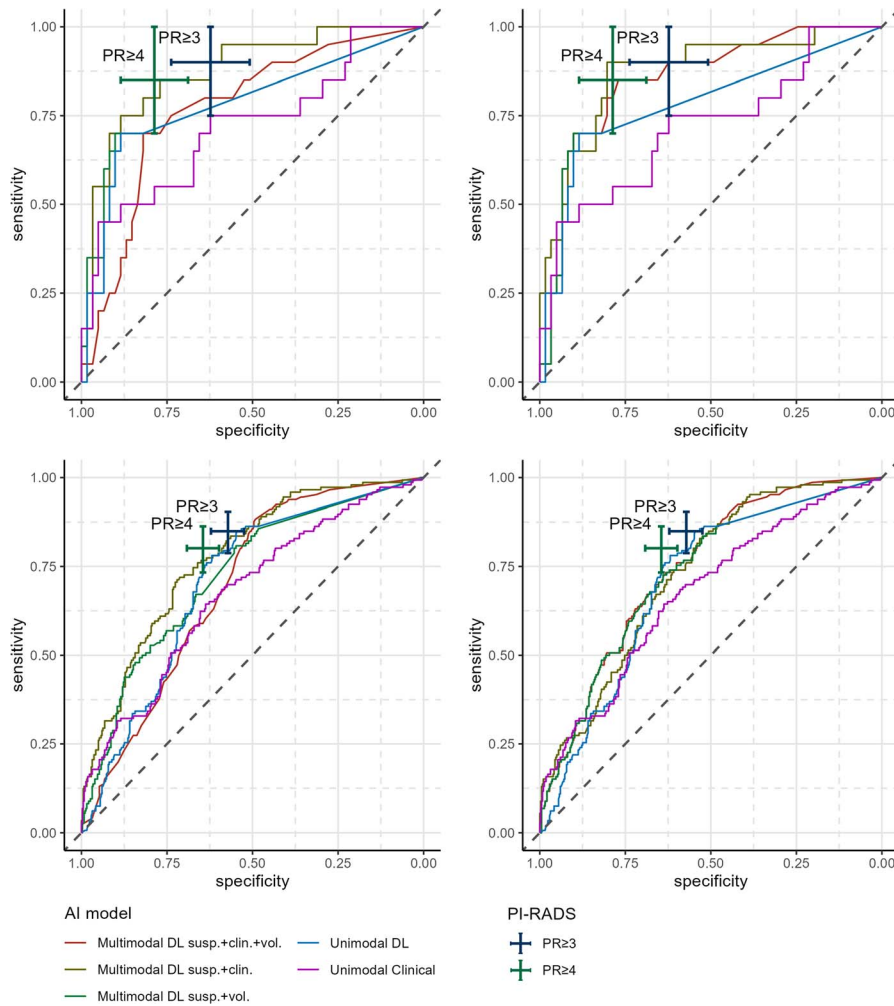 1.00
0.75
0.50
0.25
0.00
sensitivity
PR≥4
PR≥3
1.00
0.75
0.50
0.25
0.00
specificity
1.00
0.75
0.50
0.25
0.00
sensitivity
PR≥4
PR≥3
1.00
0.75
0.50
0.25
0.00
specificity
1.00
0.75
0.50
0.25
0.00
sensitivity
PR≥3
PR≥4
1.00
0.75
0.50
0.25
0.00
specificity
1.00
0.75
0.50
0.25
0.00
sensitivity
PR≥3
PR≥4
1.00
0.75
0.50
0.25
0.00
specificity
AI model
Multimodal DL susp.+clin.+vol.
Multimodal DL susp.+clin.
Multimodal DL susp.+vol.
Unimodal DL
Unimodal Clinical
PI-RADS
PR≥3
PR≥4